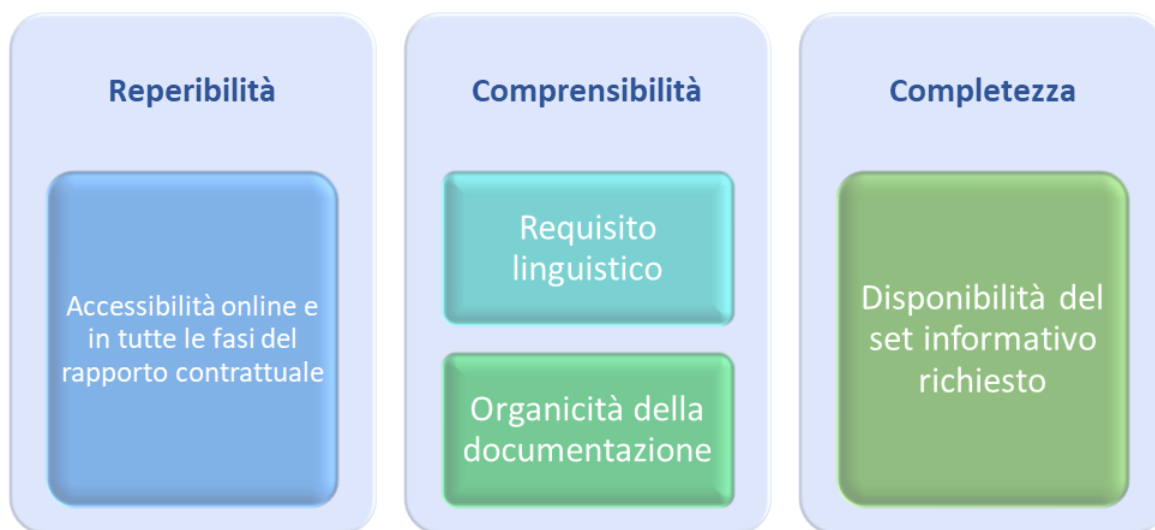 Reperibilità
Accessibilità online e
in tutte le fasi del
rapporto contrattuale
Comprensibilità
Requisito
linguistico
Organicità della
documentazione
Completezza
Disponibilità del
set informativo
richiesto